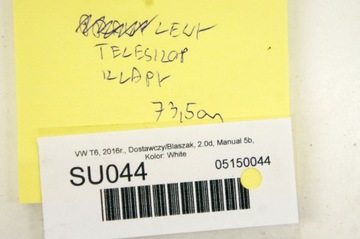 LEWY
TELESKOP
KLAPY
73,5cm
VW T6, 2016r., Dostawczy/Blaszak, 2.0d, Manual 5b,
Kolor: White
SU044 05150044